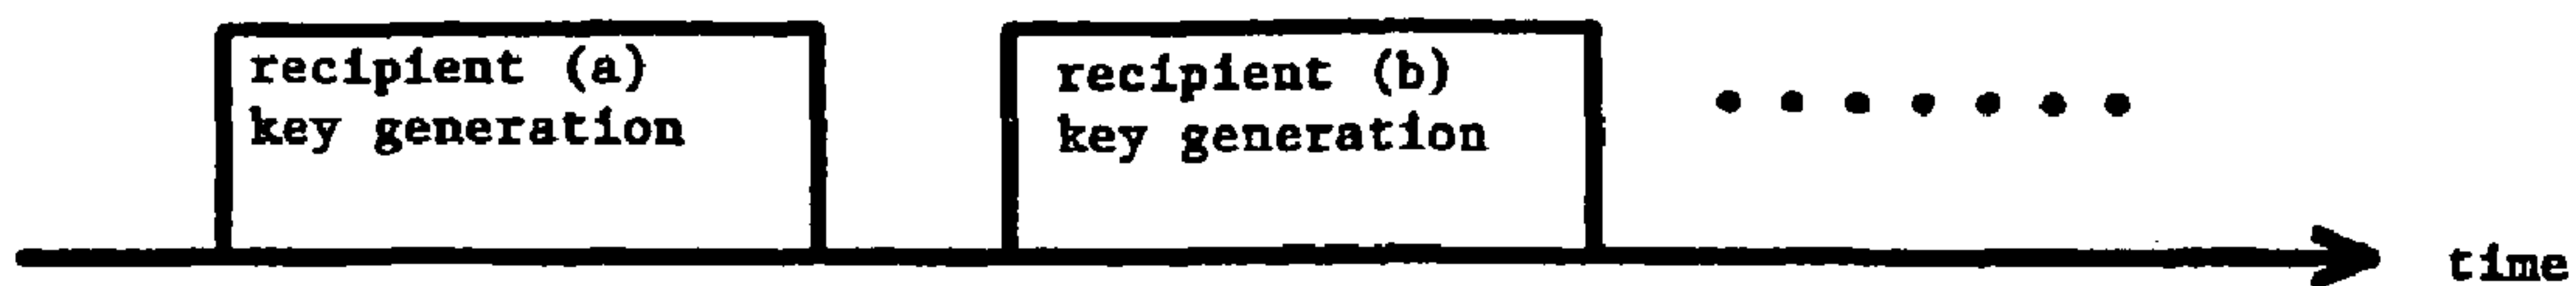 recipient (a)
key generation
recipient (b)
key generation
time